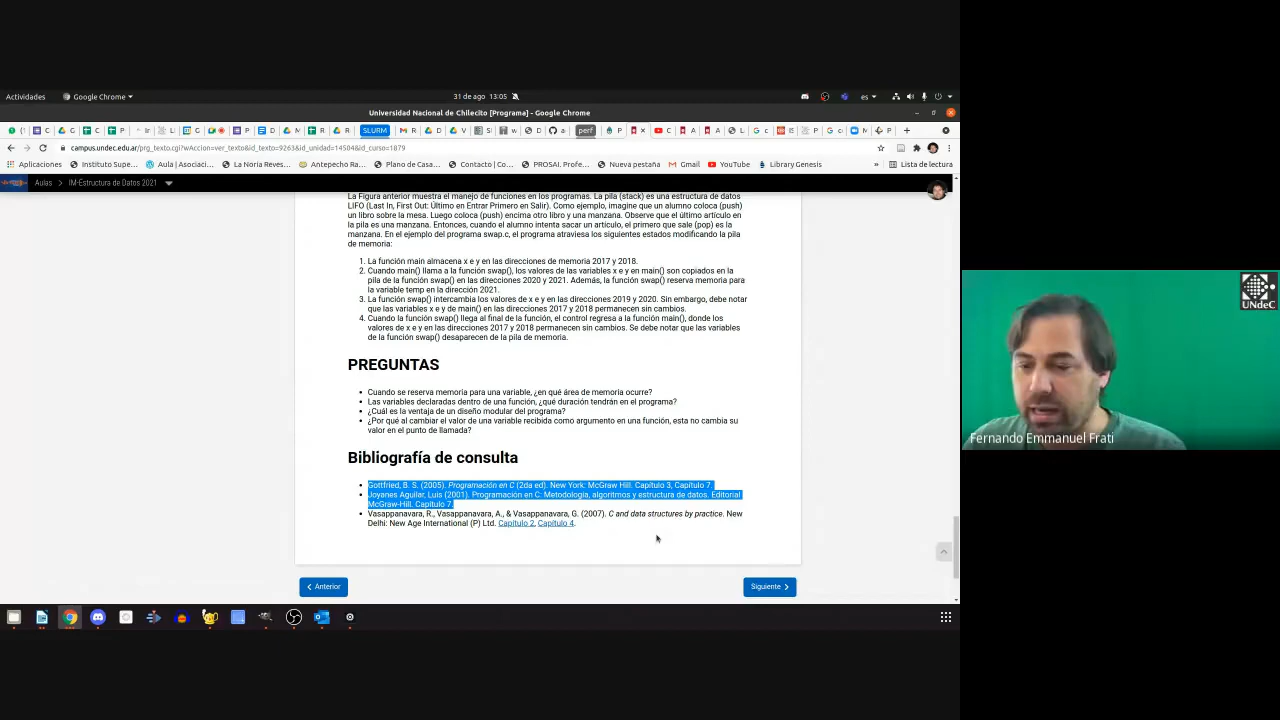 Actividades
Google Chrome
31 de ago 13:05
es
Universidad Nacional de Chilecito [Programa] - Google Chrome
SLURM
perf
campus.undec.edu.ar/prg_texto.cgi?wAccion=ver_texto&id_texto=9263&id_unidad=14504&id_curso=1879
Aplicaciones
Instituto Supe...
Aula | Asociaci...
La Noria Reves...
Antepecho Ra...
Plano de Casa...
Contacto | Co...
PROSAI. Profe...
Nueva pestaña
Gmail
YouTube
Library Genesis
Lista de lectura
Aulas
IM-Estructura de Datos 2021
La Figura anterior muestra el manejo de funciones en los programas. La pila (stack) es una estructura de datos
LIFO (Last In, First Out: Último en Entrar Primero en Salir). Como ejemplo, imagine que un alumno coloca (push)
un libro sobre la mesa. Luego coloca (push) encima otro libro y una manzana. Observe que el último artículo en
la pila es una manzana. Entonces, cuando el alumno intenta sacar un artículo, el primero que sale (pop) es la
manzana. En el ejemplo del programa swap.c, el programa atraviesa los siguientes estados modificando la pila
de memoria:
1. La función main almacena x e y en las direcciones de memoria 2017 y 2018.
2. Cuando main() llama a la función swap(), los valores de las variables x e y en main() son copiados en la
pila de la función swap() en las direcciones 2020 y 2021. Además, la función swap() reserva memoria para
la variable temp en la dirección 2021.
3. La función swap() intercambia los valores de x e y en las direcciones 2019 y 2020. Sin embargo, debe notar
que las variables x e y de main() en las direcciones 2017 y 2018 permanecen sin cambios.
4. Cuando la función swap() llega al final de la función, el control regresa a la función main(), donde los
valores de x e y en las direcciones 2017 y 2018 permanecen sin cambios. Se debe notar que las variables
de la función swap() desaparecen de la pila de memoria.
PREGUNTAS
• Cuando se reserva memoria para una variable, ¿en qué área de memoria ocurre?
• Las variables declaradas dentro de una función, ¿qué duración tendrán en el programa?
• ¿Cuál es la ventaja de un diseño modular del programa?
• ¿Por qué al cambiar el valor de una variable recibida como argumento en una función, esta no cambia su
valor en el punto de llamada?
Bibliografía de consulta
• Gottfried, B. S. (2005). Programación en C (2da ed). New York: McGraw Hill. Capítulo 3, Capítulo 7.
• Joyanes Aguilar, Luis (2001). Programación en C: Metodología, algoritmos y estructura de datos. Editorial
McGraw-Hill. Capítulo 7.
• Vasappanavara, R., Vasappanavara, A., & Vasappanavara, G. (2007). C and data structures by practice. New
Delhi: New Age International (P) Ltd. Capítulo 2, Capítulo 4.
Anterior
Siguiente
UNdeC
Fernando Emmanuel Frati